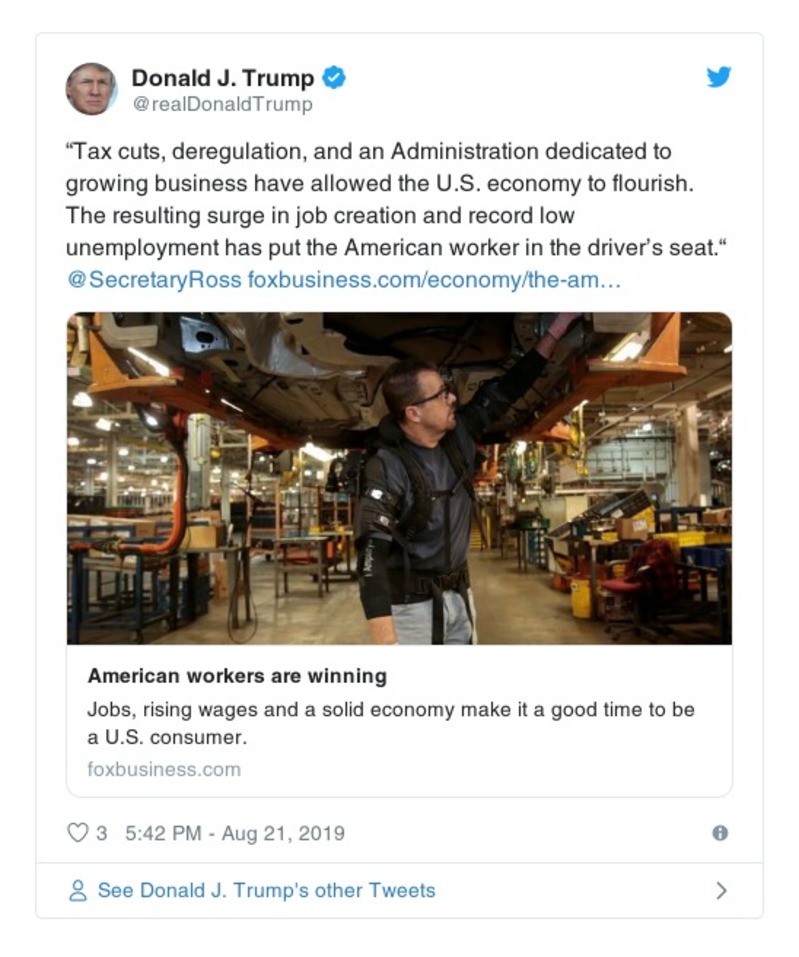 Donald J. Trump
@realDonaldTrump
“Tax cuts, deregulation, and an Administration dedicated to
growing business have allowed the U.S. economy to flourish.
The resulting surge in job creation and record low
unemployment has put the American worker in the driver’s seat.“
@SecretaryRoss foxbusiness.com/economy/the-am…
American workers are winning
Jobs, rising wages and a solid economy make it a good time to be
a U.S. consumer.
foxbusiness.com
3 5:42 PM - Aug 21, 2019
See Donald J. Trump's other Tweets